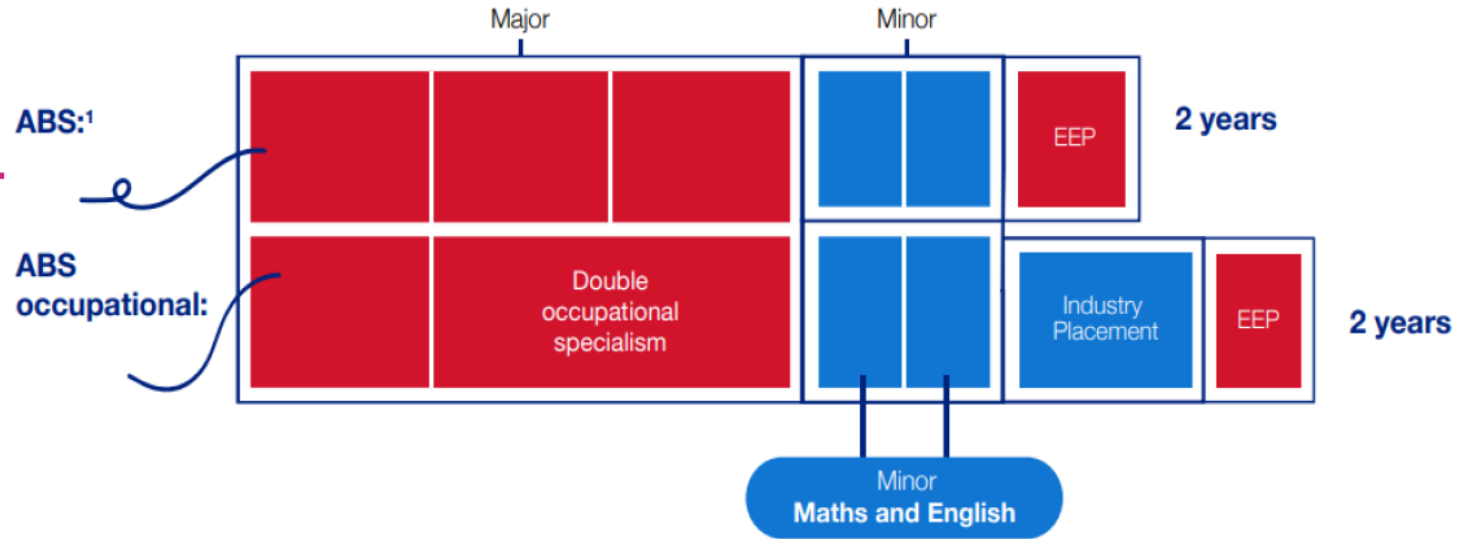 Major
Minor
ABS:¹
EEP
2 years
ABS
occupational:
Double
occupational
specialism
Industry
Placement
EEP
2 years
Minor
Maths and English